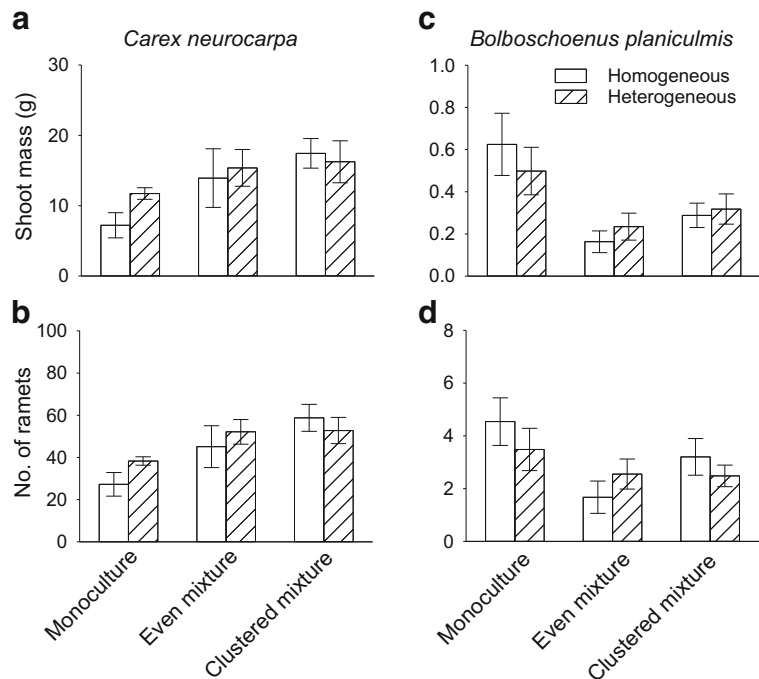 a
Carex neurocarpa
Shoot mass (g)
30
20
10
0
c
Bolboschoenus planiculmis
Homogeneous
Heterogeneous
1.0
0.8
0.6
0.4
0.2
0.0
b
No. of ramets
100
80
60
40
20
0
Monoculture
Even mixture
Clustered mixture
d
8
6
4
2
0
Monoculture
Even mixture
Clustered mixture